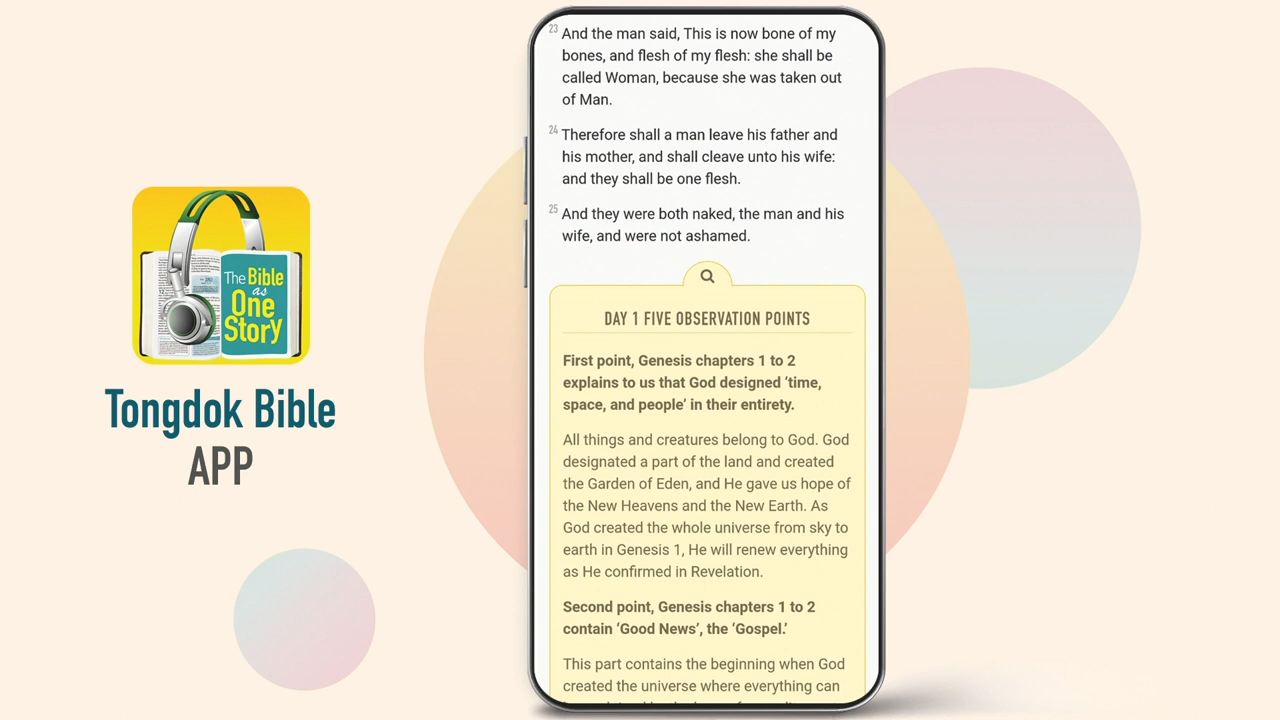 The Bible
as
One
Story
Tongdok Bible
APP
23 And the man said, This is now bone of my
bones, and flesh of my flesh: she shall be
called Woman, because she was taken out
of Man.
24 Therefore shall a man leave his father and
his mother, and shall cleave unto his wife:
and they shall be one flesh.
25 And they were both naked, the man and his
wife, and were not ashamed.
DAY 1 FIVE OBSERVATION POINTS
First point, Genesis chapters 1 to 2
explains to us that God designed ‘time,
space, and people’ in their entirety.
All things and creatures belong to God. God
designated a part of the land and created
the Garden of Eden, and He gave us hope of
the New Heavens and the New Earth. As
God created the whole universe from sky to
earth in Genesis 1, He will renew everything
as He confirmed in Revelation.
Second point, Genesis chapters 1 to 2
contain ‘Good News’, the ‘Gospel.’
This part contains the beginning when God
created the universe where everything can